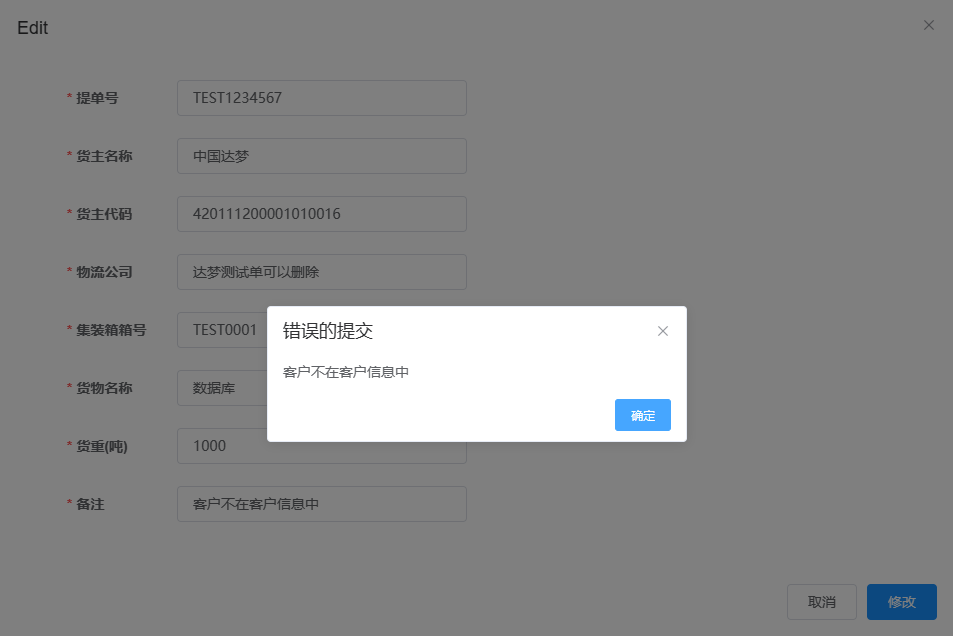 Edit
* 提单号 TEST1234567
* 货主名称 中国达梦
* 货主代码 420111200001010016
* 物流公司 达梦测试单可以删除
* 集装箱箱号 TEST0001
错误的提交
客户不在客户信息中
* 货物名称 数据库
确定
* 货重(吨) 1000
* 备注 客户不在客户信息中
取消 修改